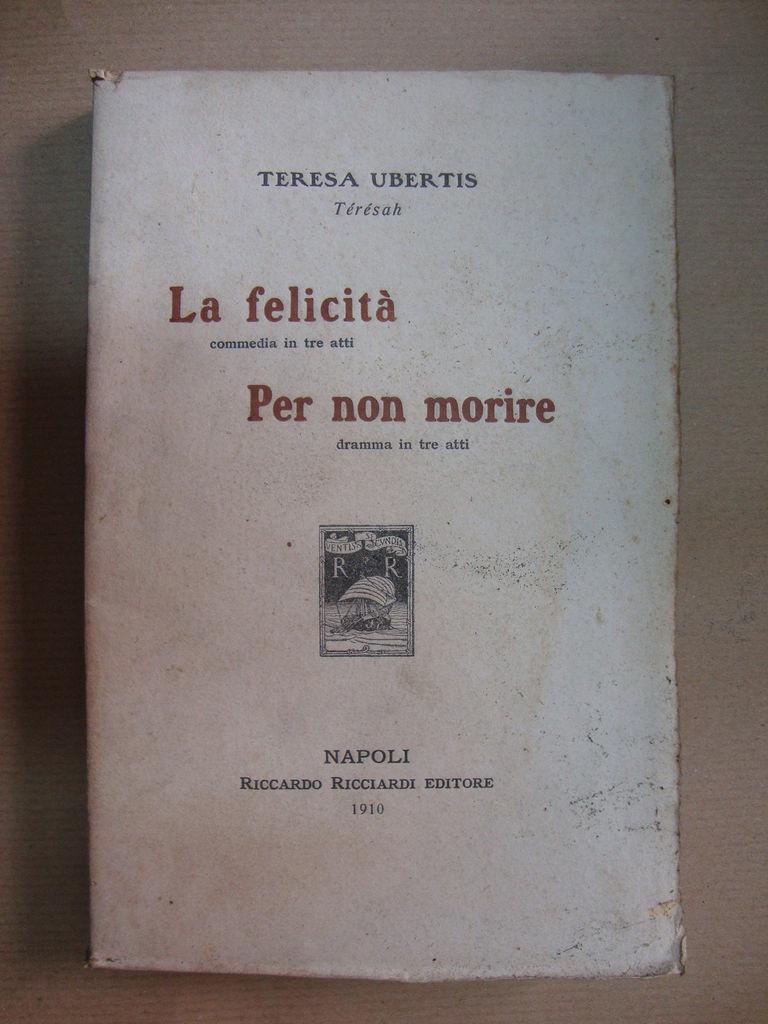 TERESA UBERTIS
Térésah
La felicità
commedia in tre atti
Per non morire
dramma in tre atti
VENTIS SECUNDIS
R R
NAPOLI
RICCARDO RICCIARDI EDITORE
1910